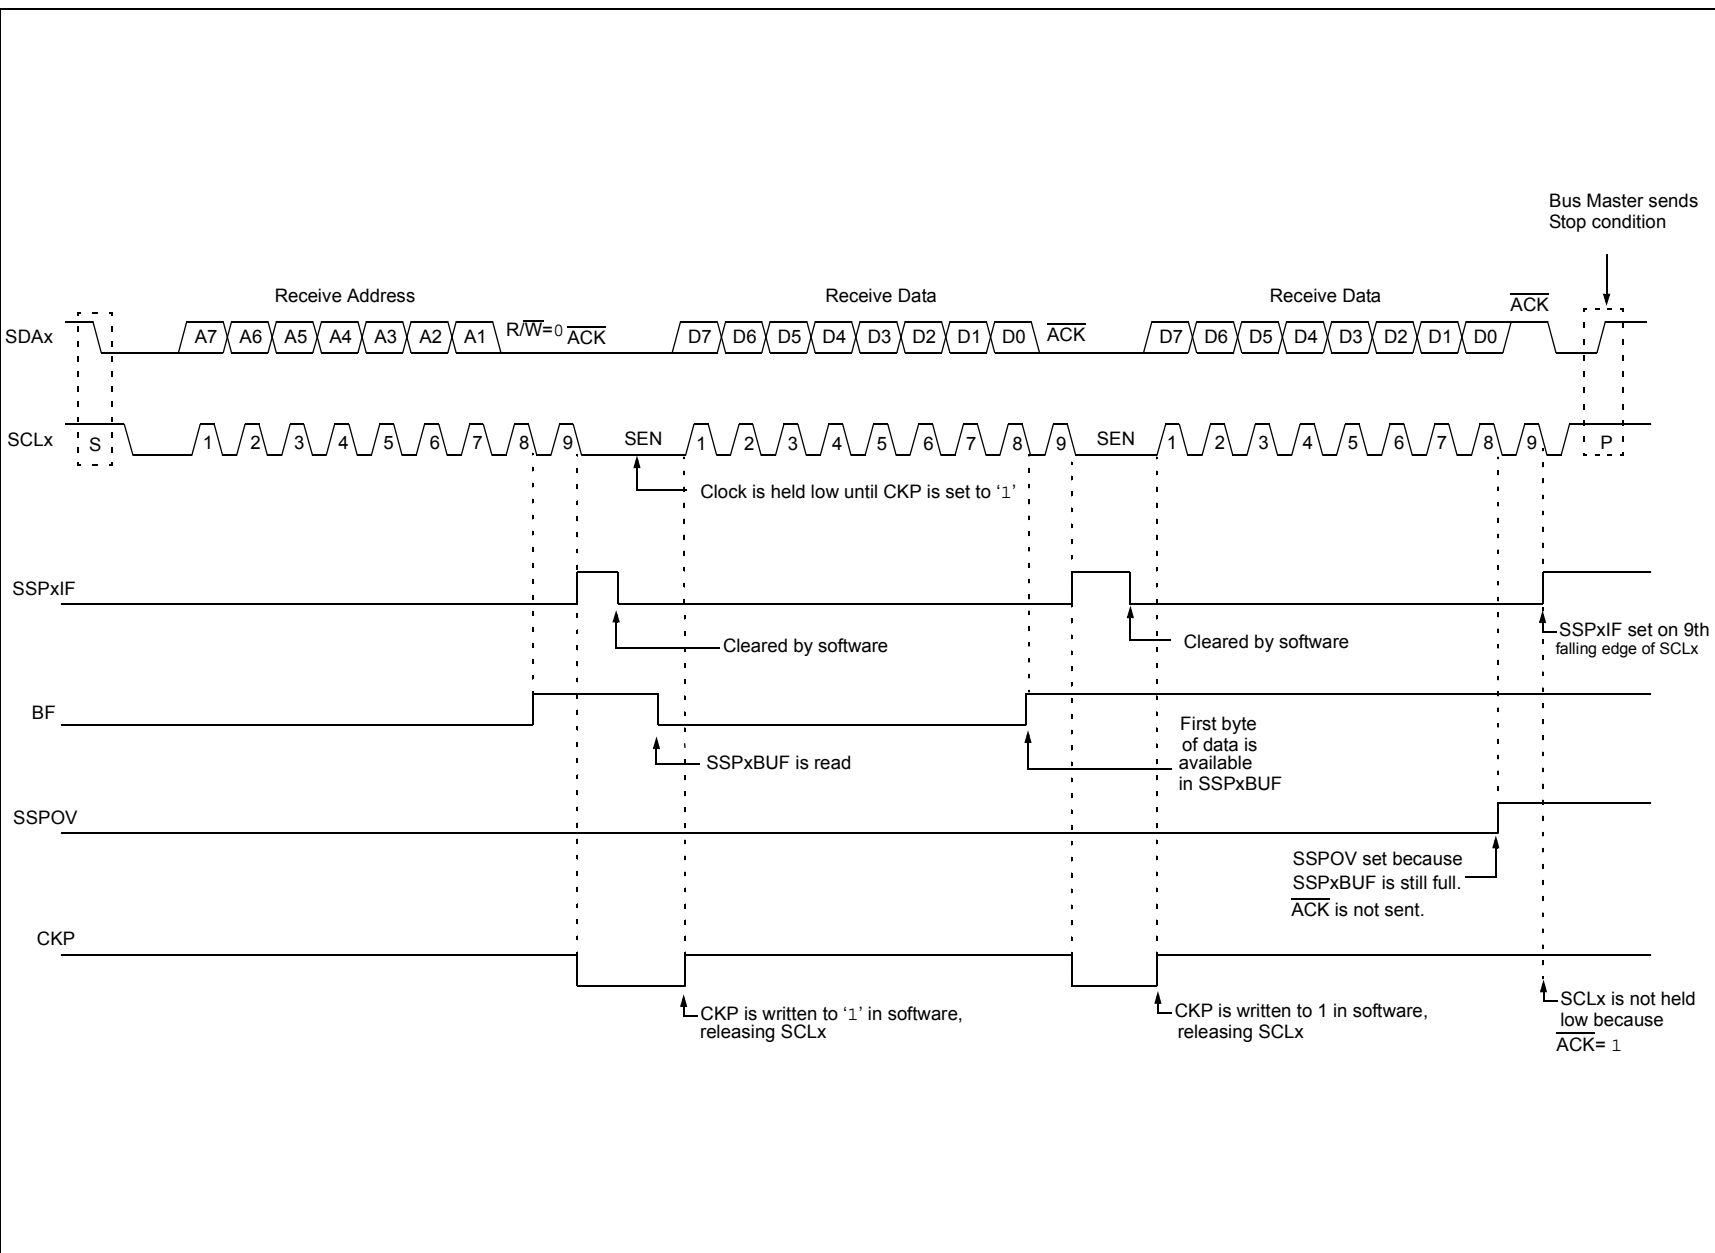 Bus Master sends
Stop condition
Receive Address
Receive Data
Receive Data
ACK
SDAx
A7 A6 A5 A4 A3 A2 A1 R/W=0 ACK
D7 D6 D5 D4 D3 D2 D1 D0 ACK
D7 D6 D5 D4 D3 D2 D1 D0
SCLx
S
1 2 3 4 5 6 7 8 9 SEN
1 2 3 4 5 6 7 8 9 SEN
1 2 3 4 5 6 7 8 9
P
Clock is held low until CKP is set to ‘1’
SSPxIF
Cleared by software
Cleared by software
SSPxIF set on 9th
falling edge of SCLx
BF
SSPxBUF is read
First byte
of data is
available
in SSPxBUF
SSPOV
SSPOV set because
SSPxBUF is still full.
ACK is not sent.
CKP
CKP is written to ‘1’ in software,
releasing SCLx
CKP is written to 1 in software,
releasing SCLx
SCLx is not held
low because
ACK= 1